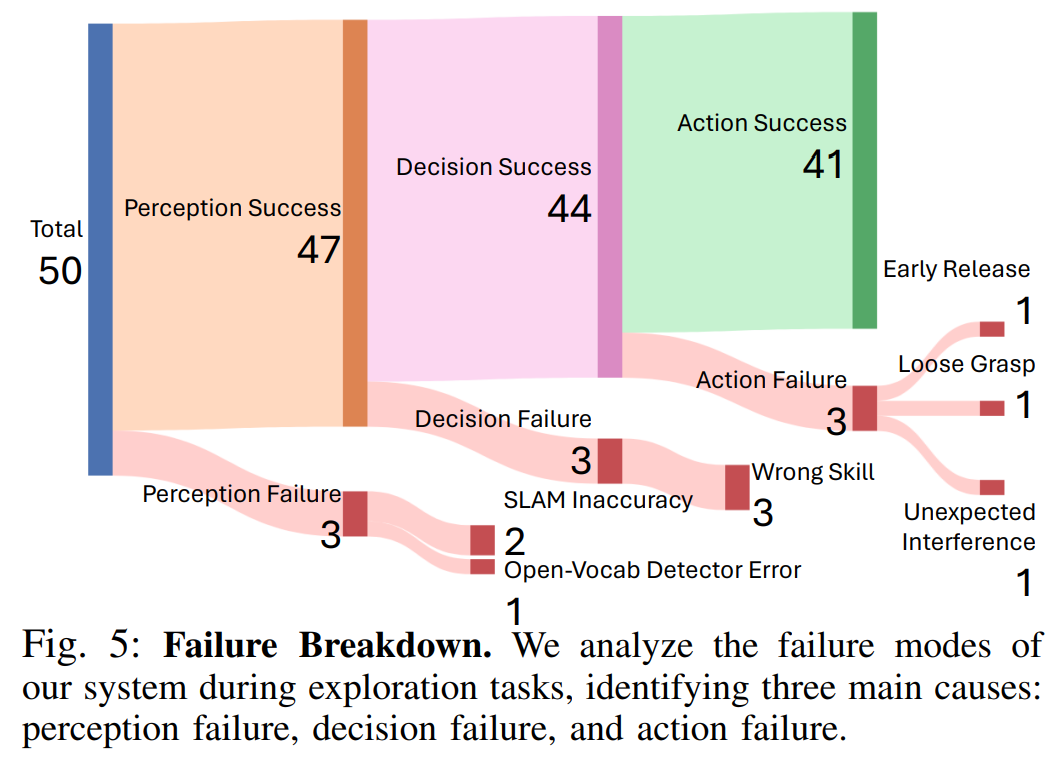 Total
50
Perception Success
47
Decision Success
44
Action Success
41
Early Release
1
Loose Grasp
1
Action Failure
3
Unexpected
Interference
1
Decision Failure
3
Wrong Skill
3
Perception Failure
3
SLAM Inaccuracy
2
Open-Vocab Detector Error
1
Fig. 5: Failure Breakdown. We analyze the failure modes of
our system during exploration tasks, identifying three main causes:
perception failure, decision failure, and action failure.